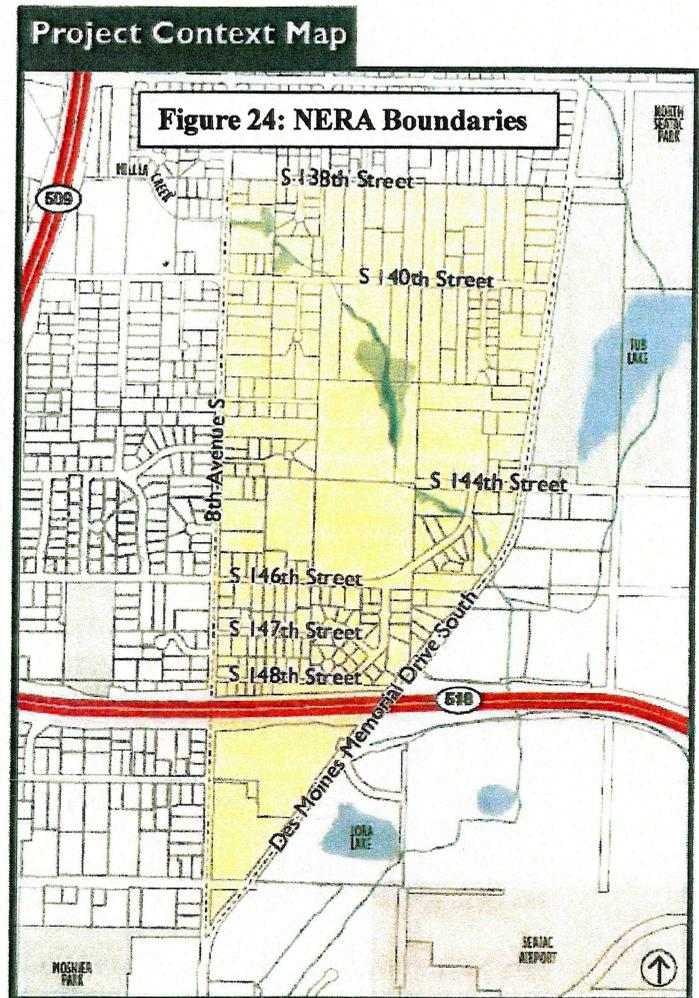 Project Context Map
Figure 24: NERA Boundaries
NORTH
SEATAC
PARK
MILLER
CREEK
S 138th Street
509
S 140th Street
TUB
LAKE
8th Avenue S
S 144th Street
S 146th Street
S 147th Street
S 148th Street
Des Moines Memorial Drive South
518
LORA
LAKE
SEATAC
AIRPORT
MOSHIER
PARK